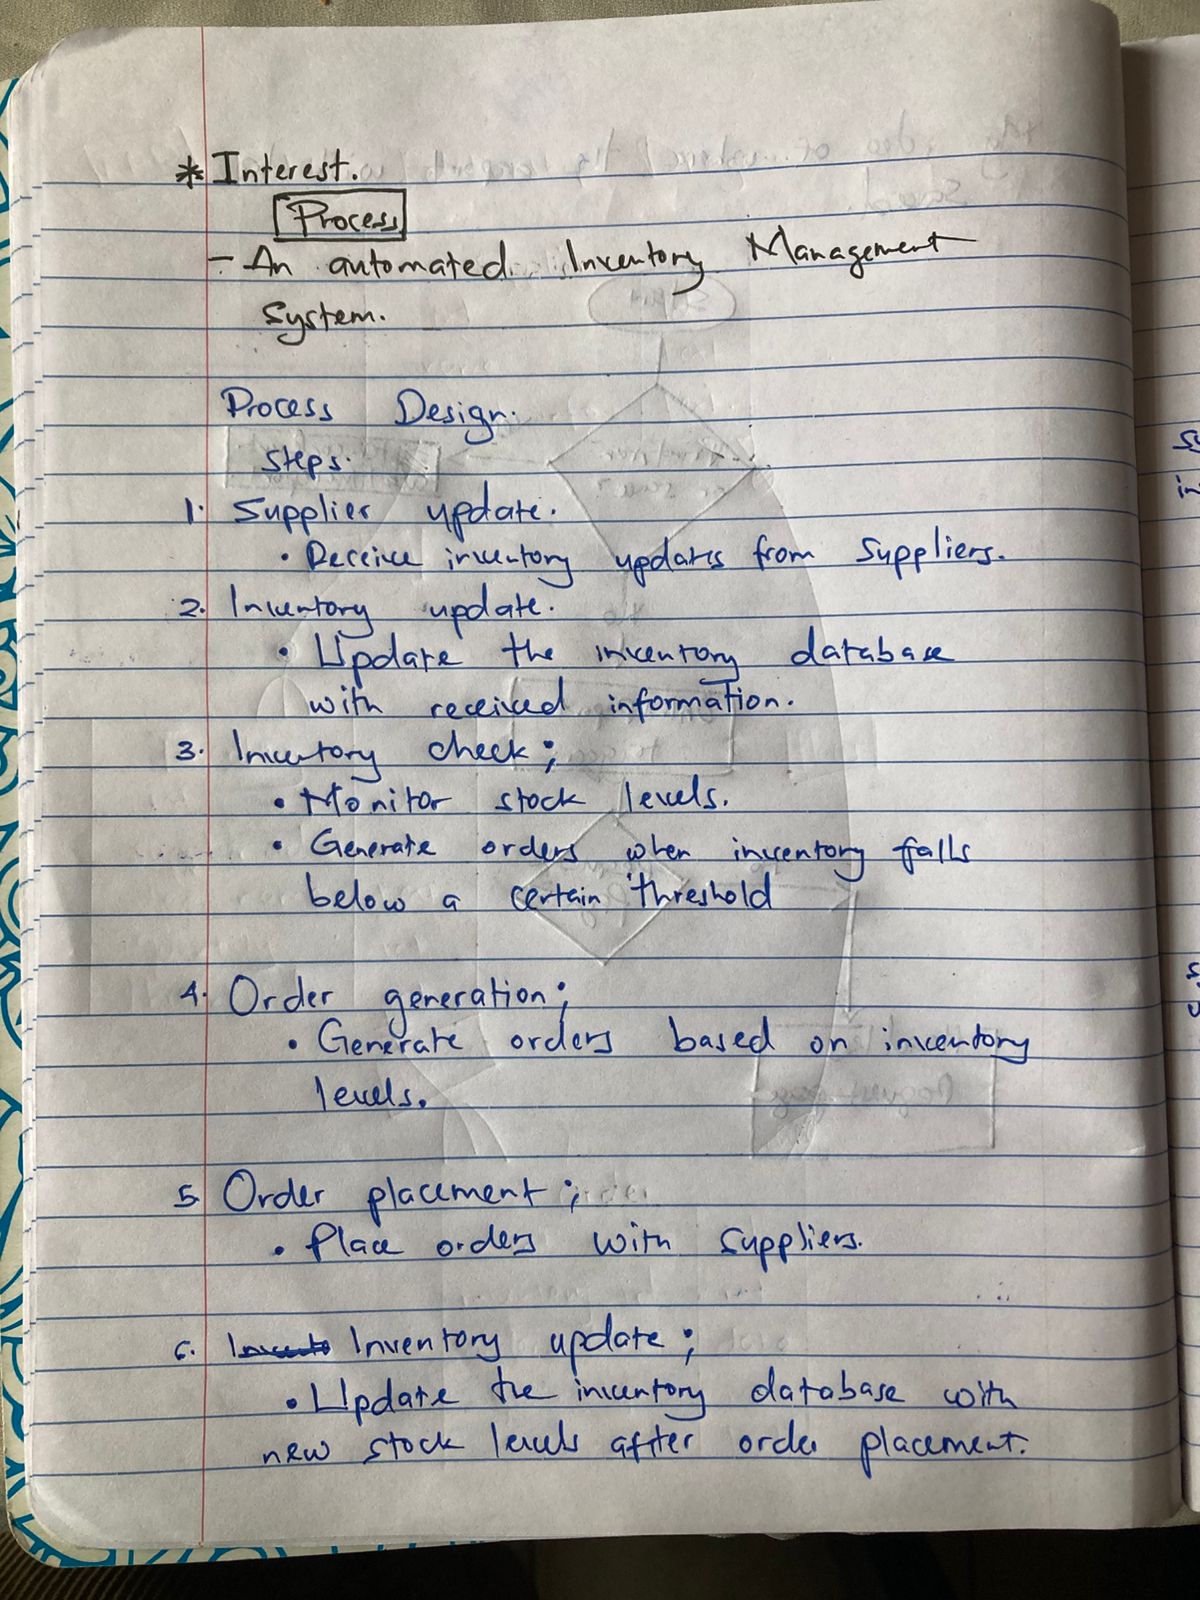 * Interest.
Process
- An automated Inventory Management
System.
Process Design.
Steps.
1. Supplier update.
• Receive inventory updates from Suppliers.
2. Inventory update.
• Update the inventory database
with received information.
3. Inventory check;
• Monitor stock levels.
• Generate orders when inventory falls
below a certain threshold
4. Order generation;
• Generate orders based on inventory
levels.
5. Order placement;
• Place orders with Suppliers.
6. Inventory update;
• Update the inventory database with
new stock levels after order placement.